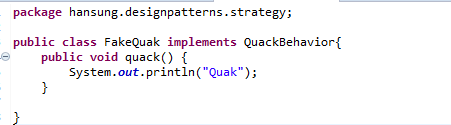 package hansung.designpatterns.strategy;
public class FakeQuak implements QuackBehavior{
public void quack() {
System.out.println("Quak");
}
}